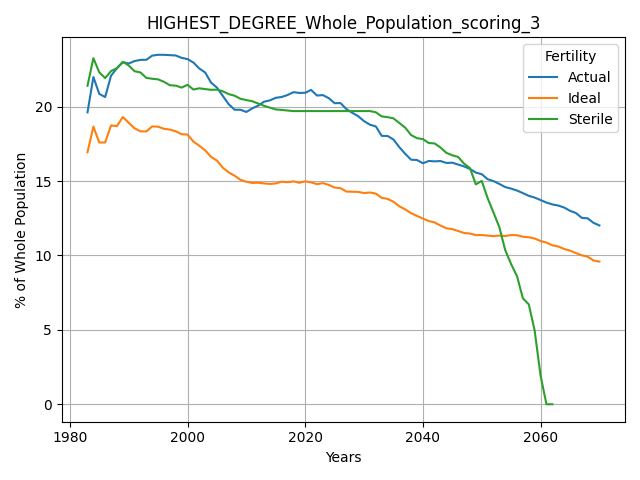 HIGHEST_DEGREE_Whole_Population_scoring_3
Fertility
Actual
Ideal
Sterile
% of Whole Population
20
15
10
5
0
1980 2000 2020 2040 2060
Years